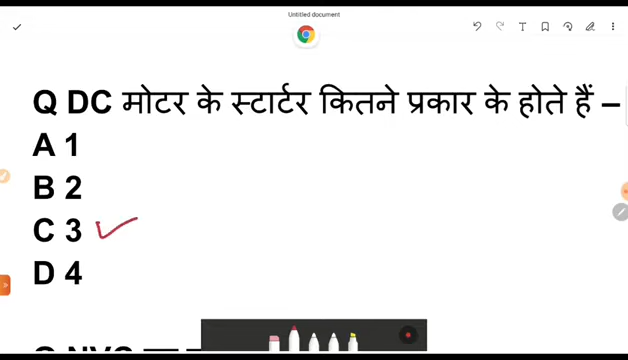 Untitled document
Q DC मोटर के स्टार्टर कितने प्रकार के होते हैं –
A 1
B 2
C 3
D 4